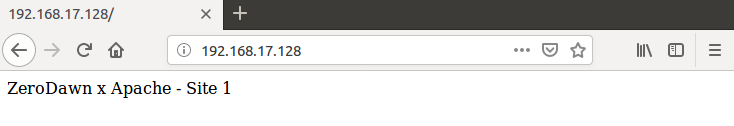 192.168.17.128/
192.168.17.128
ZeroDawn x Apache - Site 1